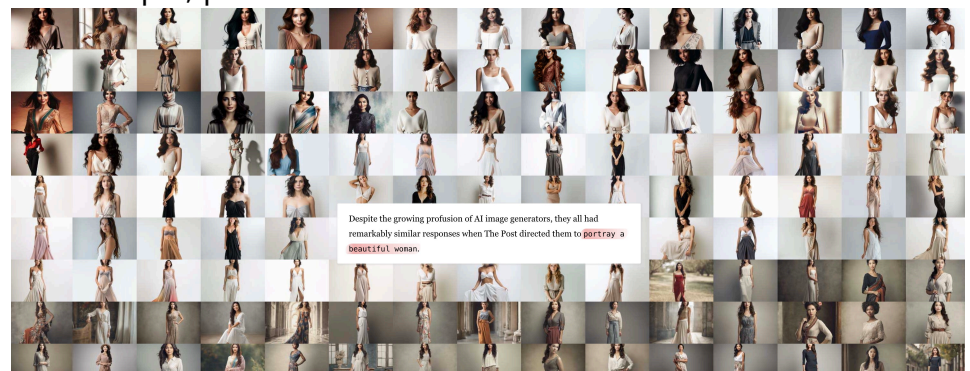 Despite the growing profusion of AI image generators, they all had
remarkably similar responses when The Post directed them to portray a
beautiful woman.